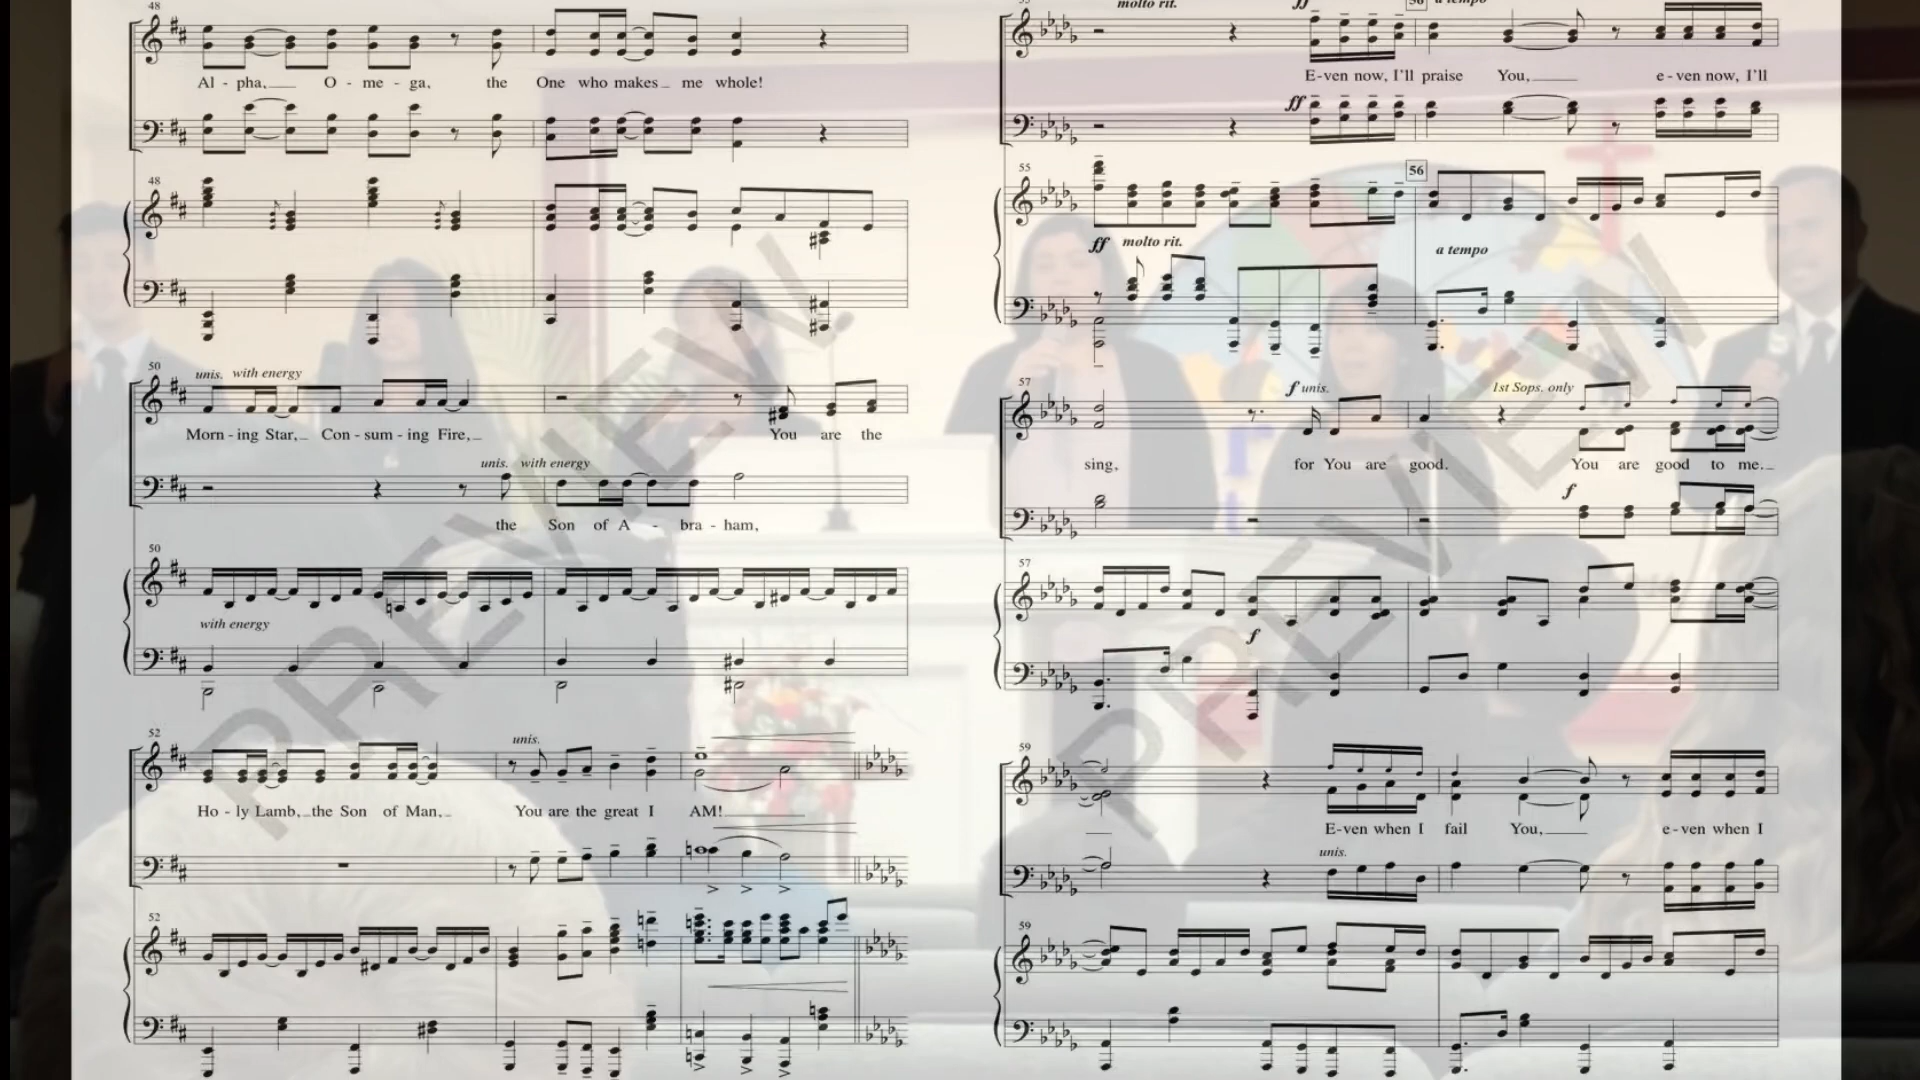 48
Al - pha, O - me - ga, the One who makes me whole!
48
50
unis. with energy
Morn - ing Star, Con - sum - ing Fire, You are the
unis. with energy
the Son of A - bra - ham,
50
with energy
52
unis.
Ho - ly Lamb, the Son of Man, You are the great I AM!
52
PREVIEW
molto rit. ff 56 a tempo
E-ven now, I'll praise You, e - ven now, I'll
ff
55 56
ff molto rit. a tempo
57
f unis. 1st Sops. only
sing, for You are good. You are good to me.
f
57
f
59
E-ven when I fail You, e - ven when I
unis.
59
PREVIEW